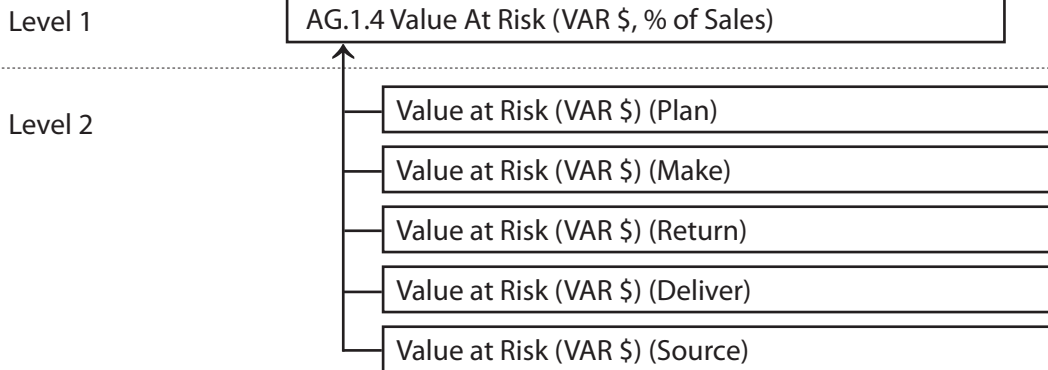 Level 1
AG.1.4 Value At Risk (VAR $, % of Sales)
Level 2
Value at Risk (VAR $) (Plan)
Value at Risk (VAR $) (Make)
Value at Risk (VAR $) (Return)
Value at Risk (VAR $) (Deliver)
Value at Risk (VAR $) (Source)